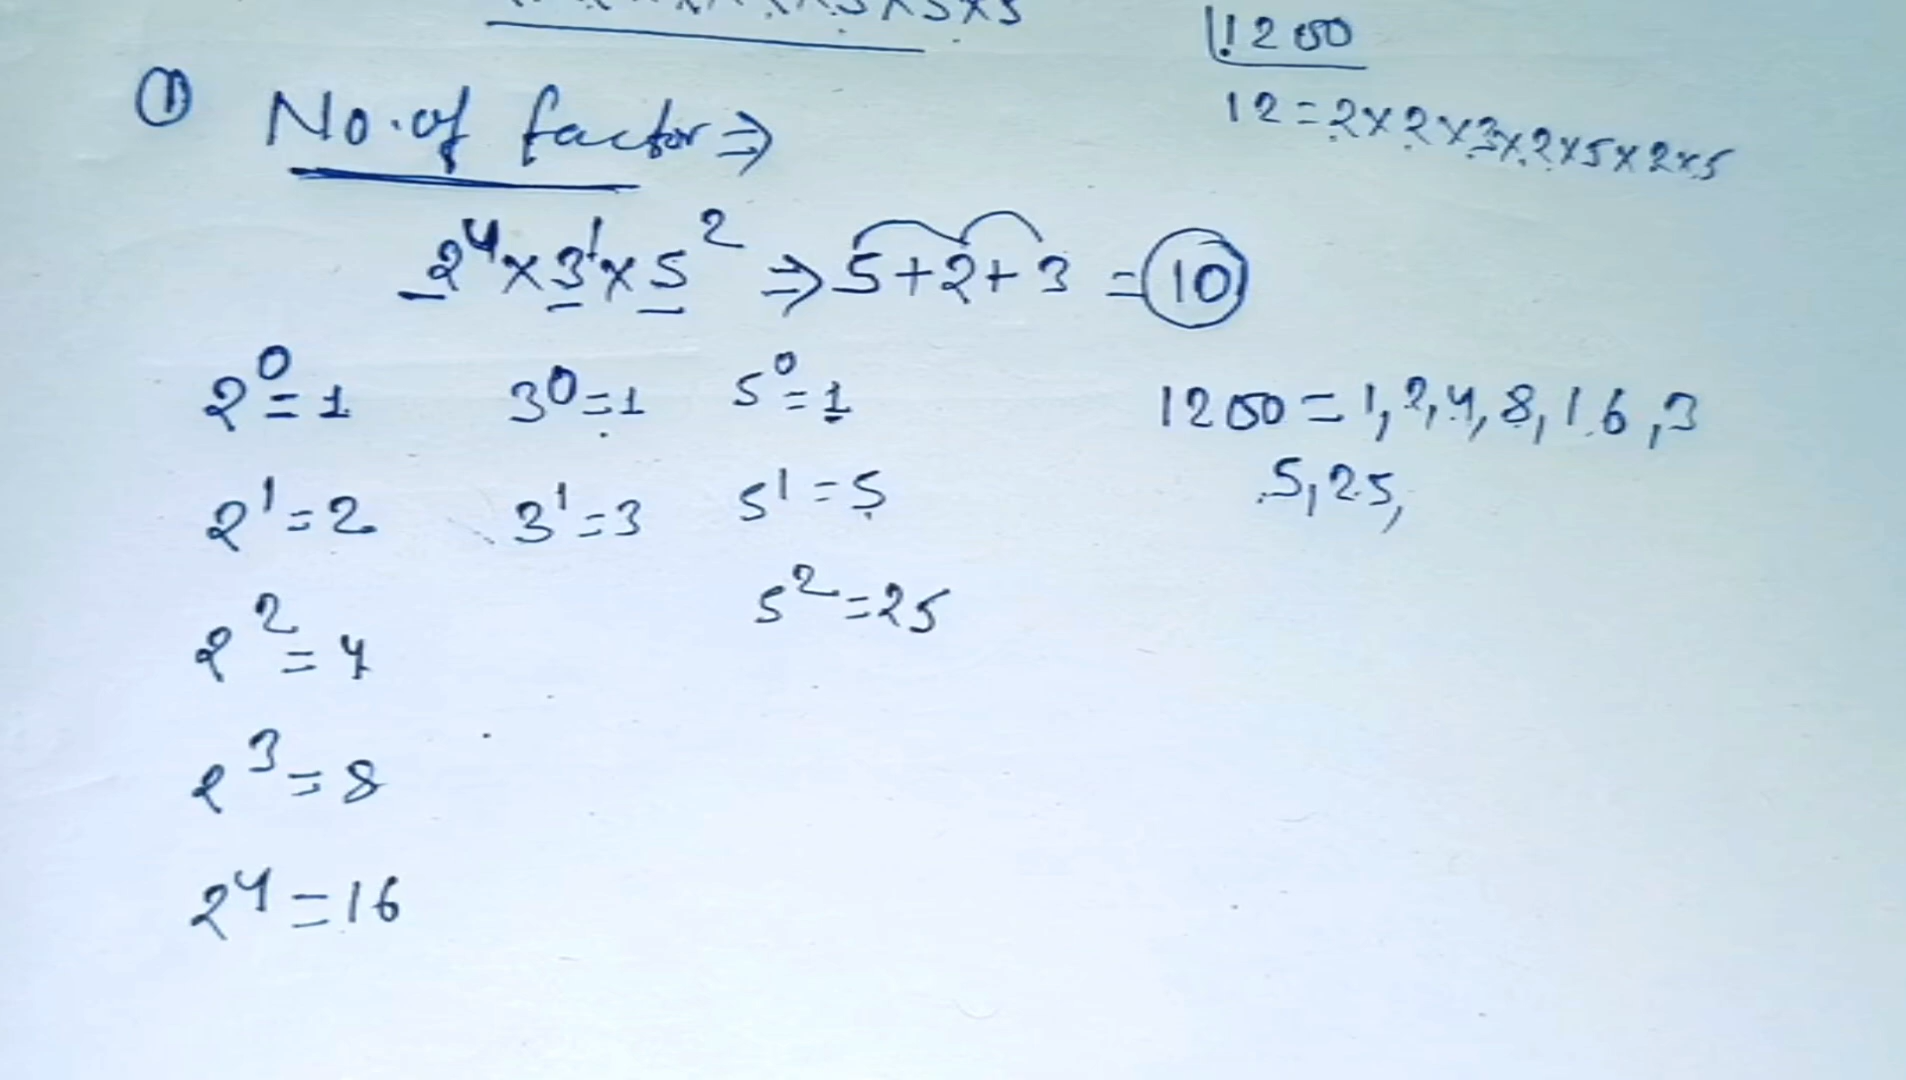 1200
12=2×2×3×2×5×2×5
① No. of factor ⇒
2⁴×3¹×5² ⇒ 5+2+3 = 10
2⁰=1 3⁰=1 5⁰=1
1200=1,2,4,8,16,3
5,25,
2¹=2 3¹=3 5¹=5
5²=25
2²=4
2³=8
2⁴=16